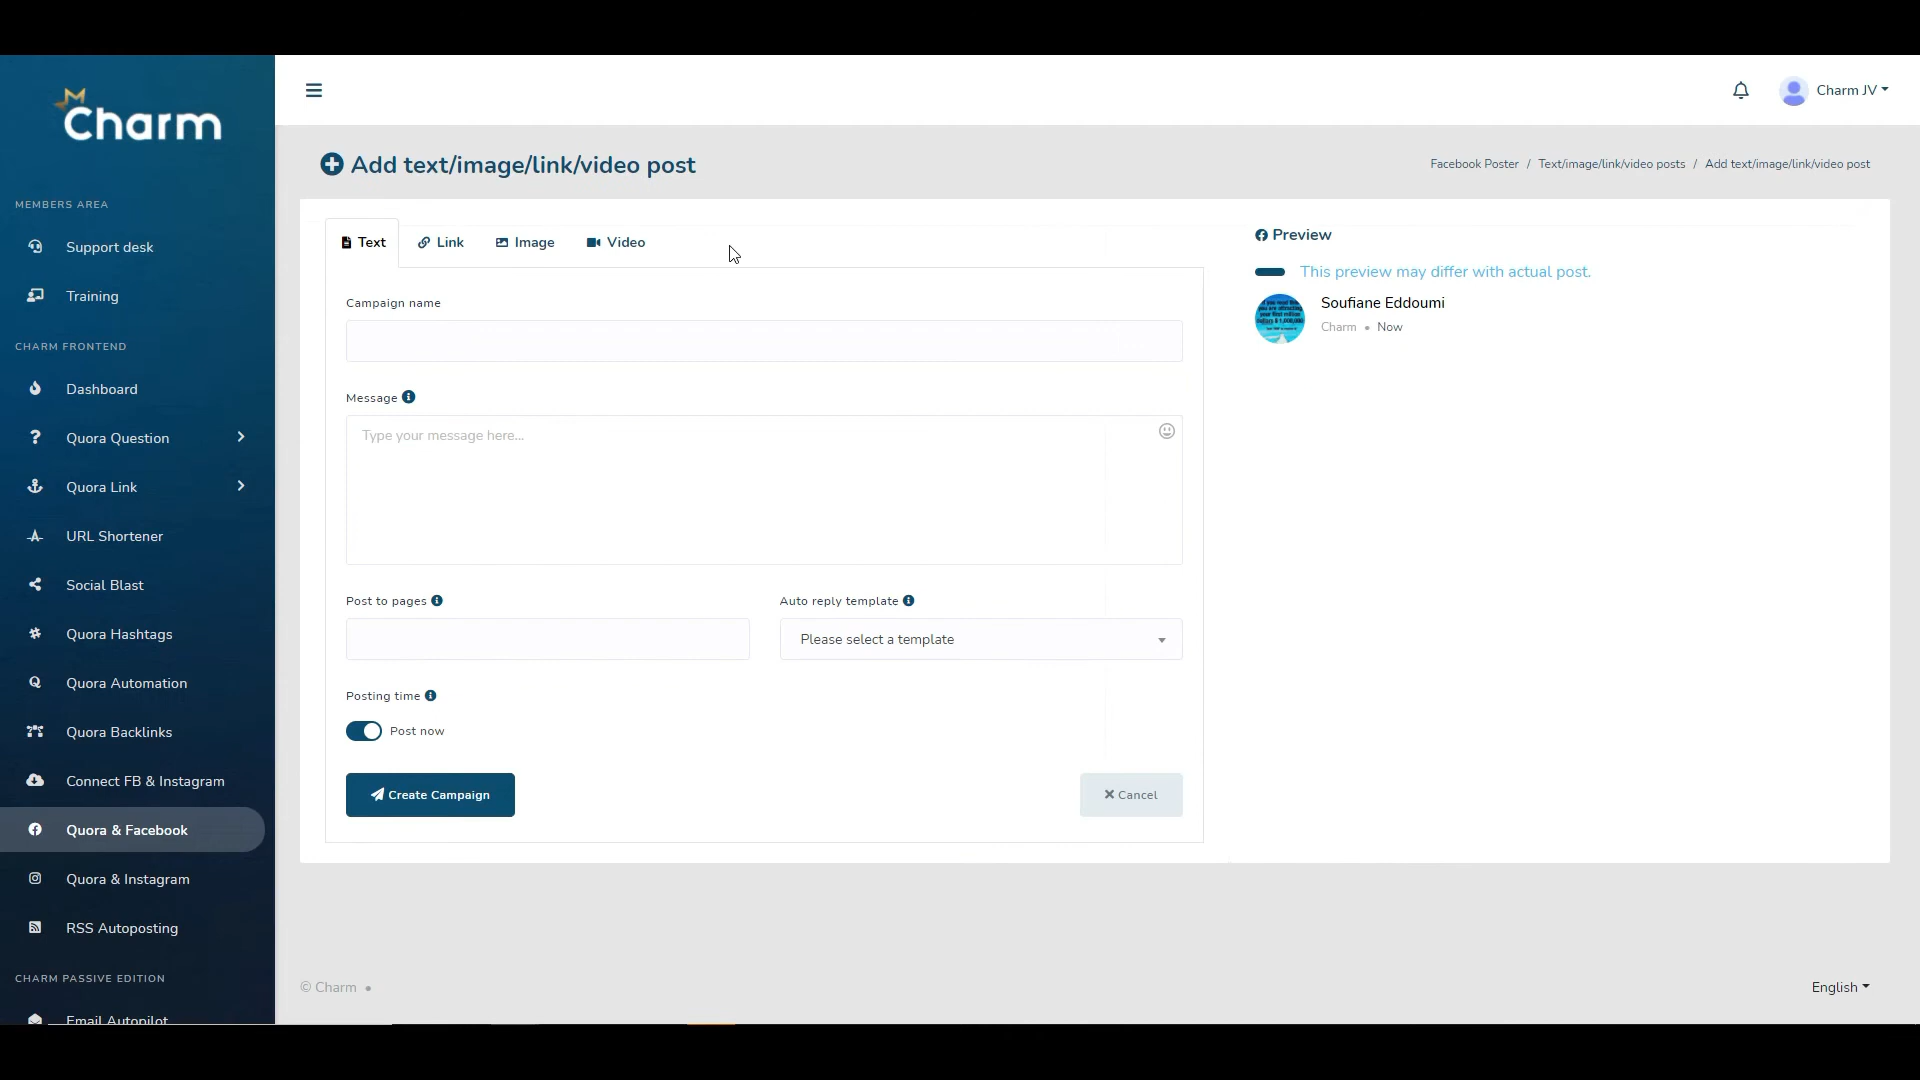 Charm
MEMBERS AREA
Support desk
Training
CHARM FRONTEND
Dashboard
Quora Question
Quora Link
URL Shortener
Social Blast
Quora Hashtags
Quora Automation
Quora Backlinks
Connect FB & Instagram
Quora & Facebook
Quora & Instagram
RSS Autoposting
CHARM PASSIVE EDITION
Email Autopilot
Charm JV
Add text/image/link/video post
Facebook Poster / Text/image/link/video posts / Add text/image/link/video post
Text Link Image Video
Campaign name
Message
Type your message here...
Post to pages
Auto reply template
Please select a template
Posting time
Post now
Create Campaign
Cancel
Preview
This preview may differ with actual post.
Soufiane Eddoumi
Charm • Now
© Charm •
English